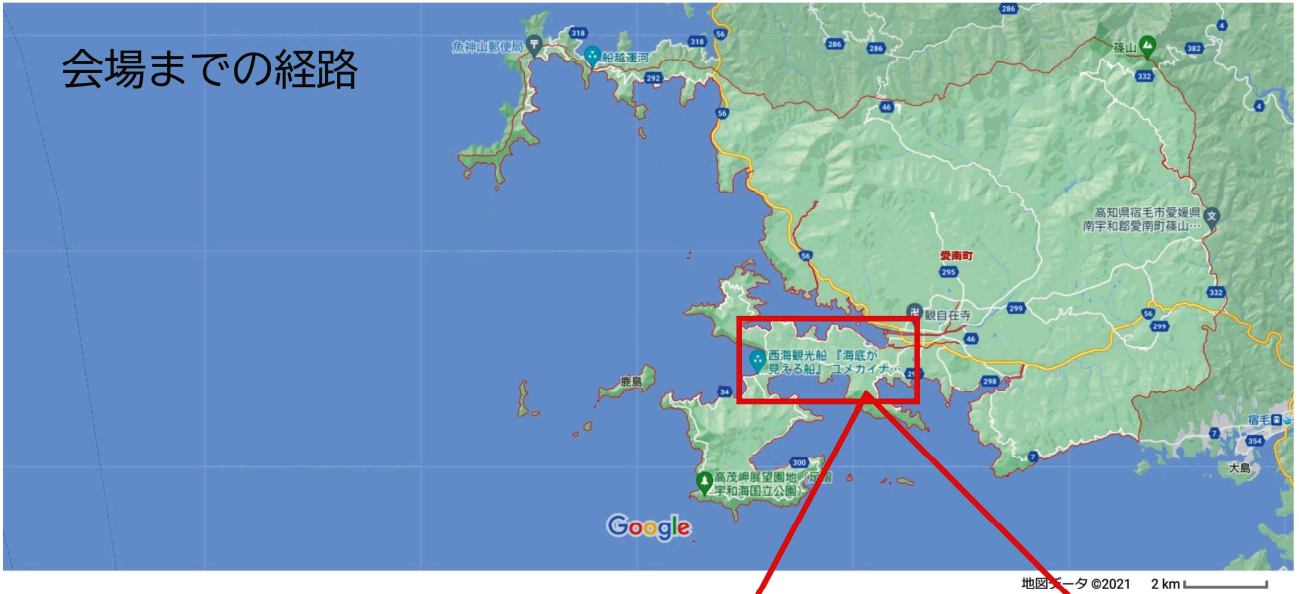 会場までの経路
魚神山郵便局
318
船越運河
292
318
56
286
286
286
4
篠山
382
332
4
46
56
高知県宿毛市愛媛県
南宇和郡愛南町篠山…
愛南町
295
56
332
観自在寺
299
56
299
46
西海観光船 『海底が
見える船』 ユメカイナ…
298
鹿島
34
宿毛
7
354
大島
7
300
高茂岬展望園地（足摺
宇和海国立公園）
Google
地図データ ©2021 2 km